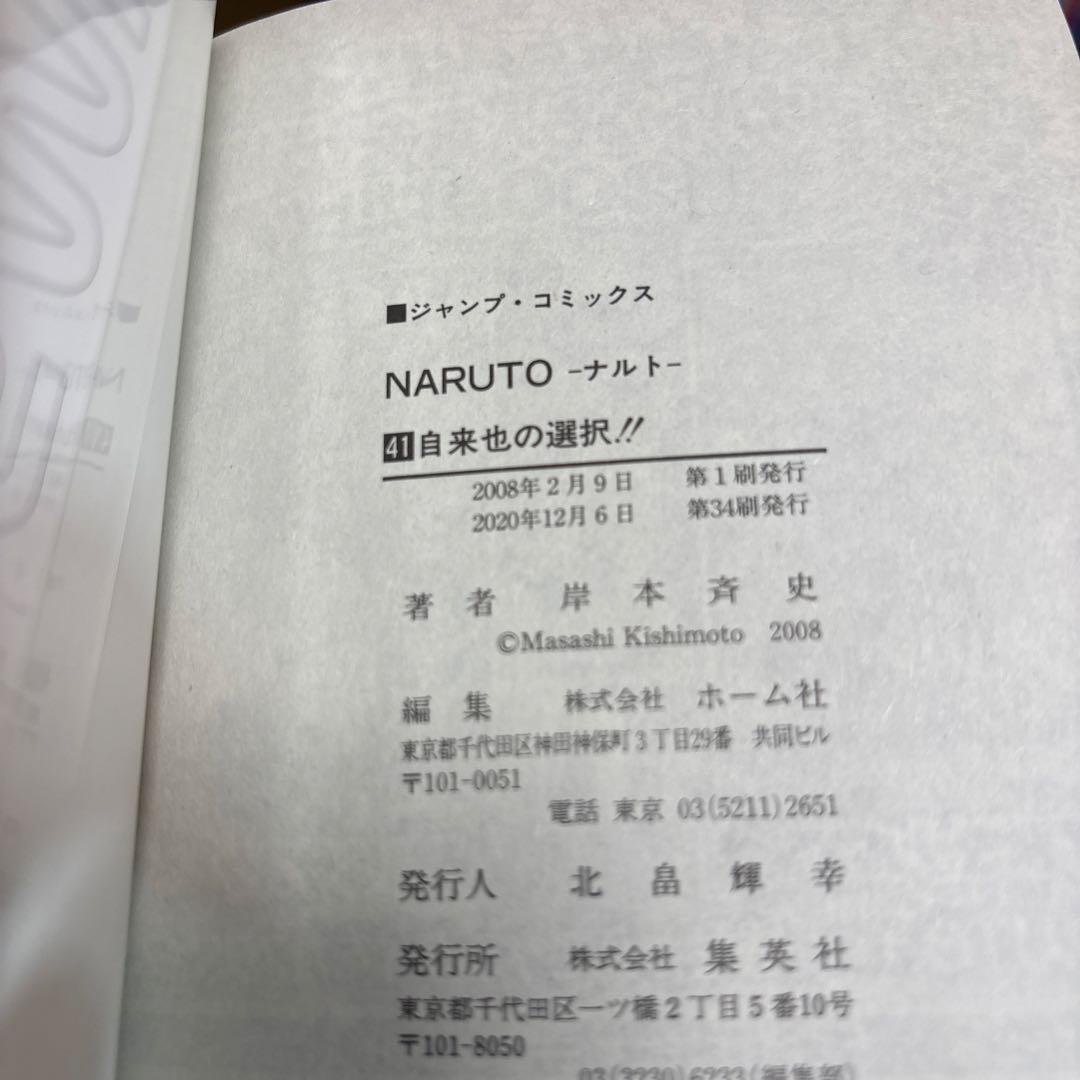 ■ジャンプ・コミックス
NARUTO -ナルト-
41 自来也の選択!!
2008年2月9日 第1刷発行
2020年12月6日 第34刷発行
著者 岸本斉史
©Masashi Kishimoto 2008
編集 株式会社 ホーム社
東京都千代田区神田神保町3丁目29番 共同ビル
〒101-0051
電話 東京 03(5211)2651
発行人 北畠輝幸
発行所 株式会社 集英社
東京都千代田区一ツ橋2丁目5番10号
〒101-8050
03(3230)6233(編集部)